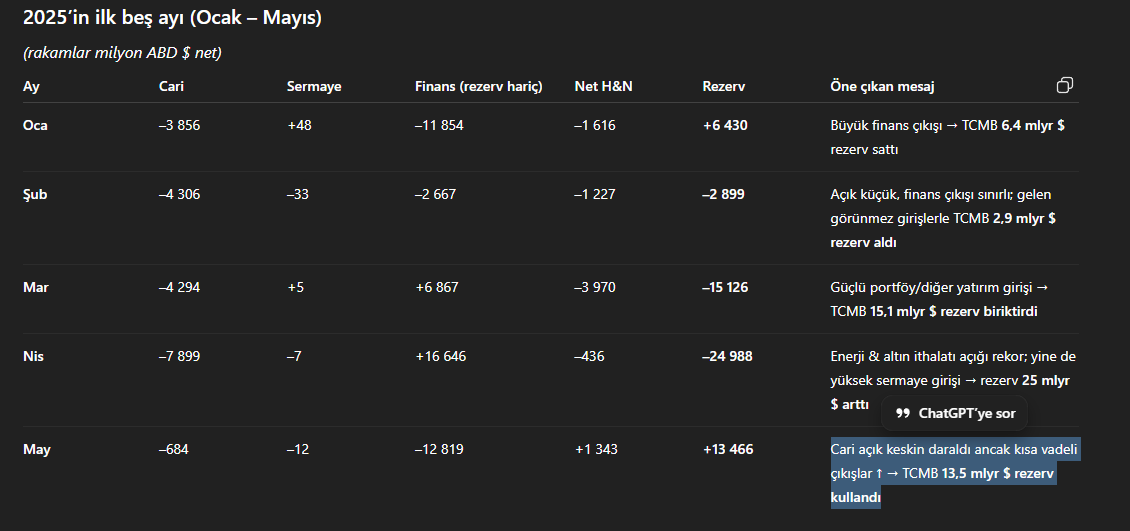 2025’in ilk beş ayı (Ocak – Mayıs)
(rakamlar milyon ABD $ net)
Ay Cari Sermaye Finans (rezerv hariç) Net H&N Rezerv Öne çıkan mesaj
Oca –3 856 +48 –11 854 –1 616 +6 430 Büyük finans çıkışı → TCMB 6,4 mlyr $
rezerv sattı
Şub –4 306 –33 –2 667 –1 227 –2 899 Açık küçük, finans çıkışı sınırlı; gelen
görünmez girişlerle TCMB 2,9 mlyr $
rezerv aldı
Mar –4 294 +5 +6 867 –3 970 –15 126 Güçlü portföy/diğer yatırım girişi →
TCMB 15,1 mlyr $ rezerv biriktirdi
Nis –7 899 –7 +16 646 –436 –24 988 Enerji & altın ithalatı açığı rekor; yine de
yüksek sermaye girişi → rezerv 25 mlyr
$ arttı
ChatGPT’ye sor
May –684 –12 –12 819 +1 343 +13 466 Cari açık keskin daraldı ancak kısa vadeli
çıkışlar ↑ → TCMB 13,5 mlyr $ rezerv
kullandı